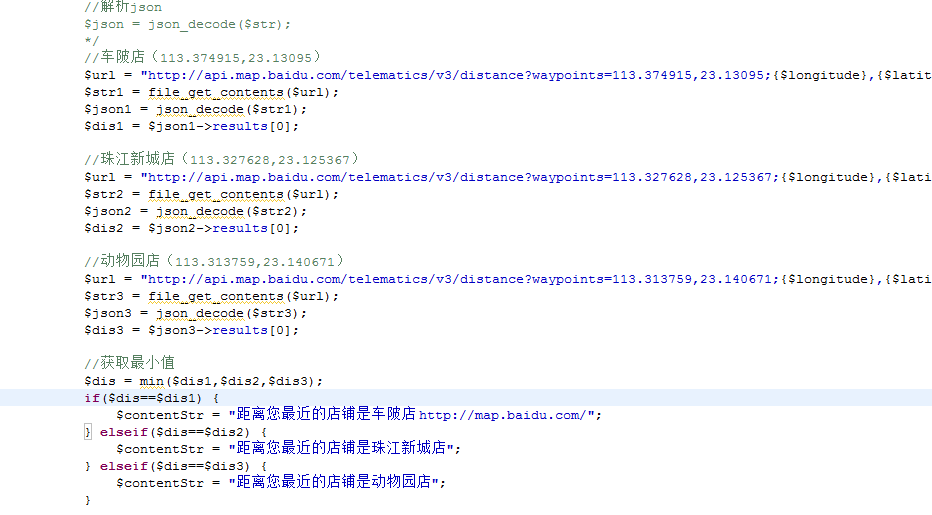 //解析json
$json = json_decode($str);
*/
//车陂店（113.374915,23.13095）
$url = "http://api.map.baidu.com/telematics/v3/distance?waypoints=113.374915,23.13095;{$longitude},{$latit
$str1 = file_get_contents($url);
$json1 = json_decode($str1);
$dis1 = $json1->results[0];
//珠江新城店（113.327628,23.125367）
$url = "http://api.map.baidu.com/telematics/v3/distance?waypoints=113.327628,23.125367;{$longitude},{$lati
$str2 = file_get_contents($url);
$json2 = json_decode($str2);
$dis2 = $json2->results[0];
//动物园店（113.313759,23.140671）
$url = "http://api.map.baidu.com/telematics/v3/distance?waypoints=113.313759,23.140671;{$longitude},{$lati
$str3 = file_get_contents($url);
$json3 = json_decode($str3);
$dis3 = $json3->results[0];
//获取最小值
$dis = min($dis1,$dis2,$dis3);
if($dis==$dis1) {
$contentStr = "距离您最近的店铺是车陂店http://map.baidu.com/";
} elseif($dis==$dis2) {
$contentStr = "距离您最近的店铺是珠江新城店";
} elseif($dis==$dis3) {
$contentStr = "距离您最近的店铺是动物园店";
}